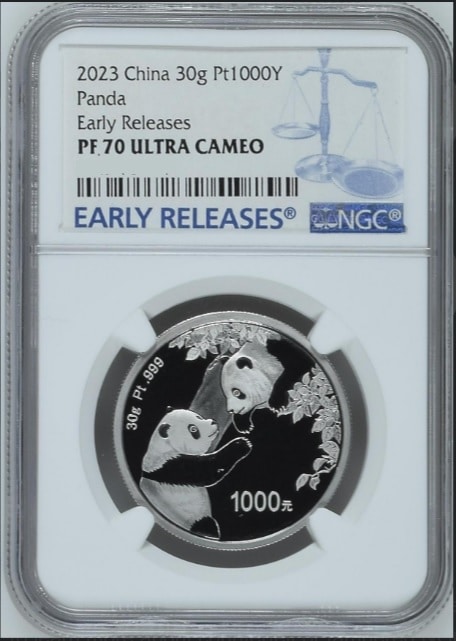 2023 China 30g Pt1000Y
Panda
Early Releases
PF 70 ULTRA CAMEO
EARLY RELEASES®
NGC®
30g Pt .999
1000元